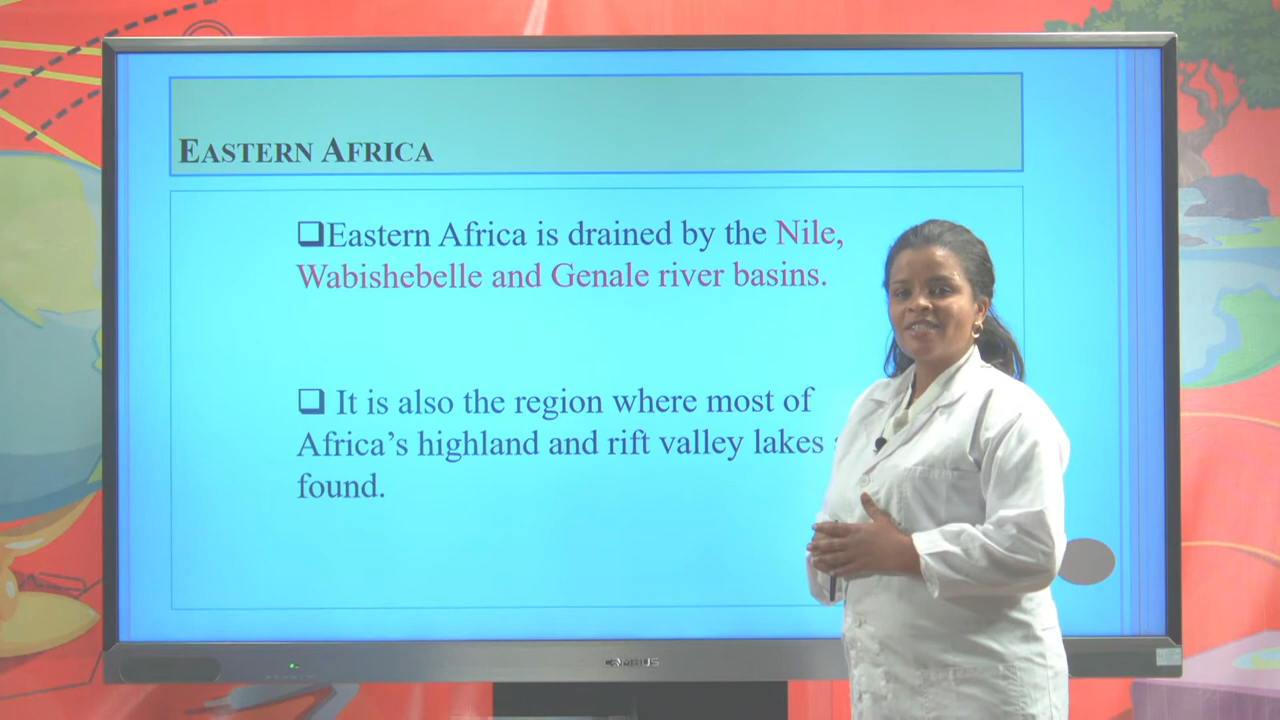 EASTERN AFRICA
❑Eastern Africa is drained by the Nile,
Wabishebelle and Genale river basins.
❑ It is also the region where most of
Africa's highland and rift valley lakes
found.